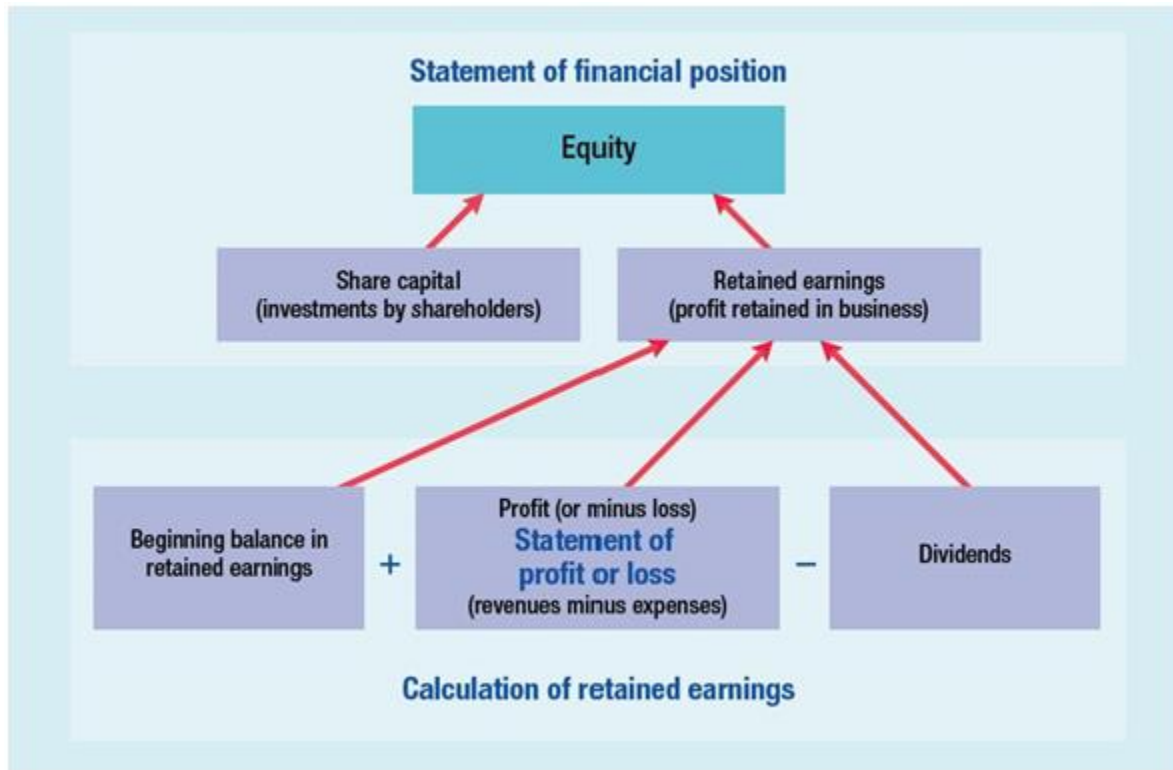 Statement of financial position
Equity
Share capital
(investments by shareholders)
Retained earnings
(profit retained in business)
Beginning balance in
retained earnings
+
Profit (or minus loss)
Statement of
profit or loss
(revenues minus expenses)
–
Dividends
Calculation of retained earnings